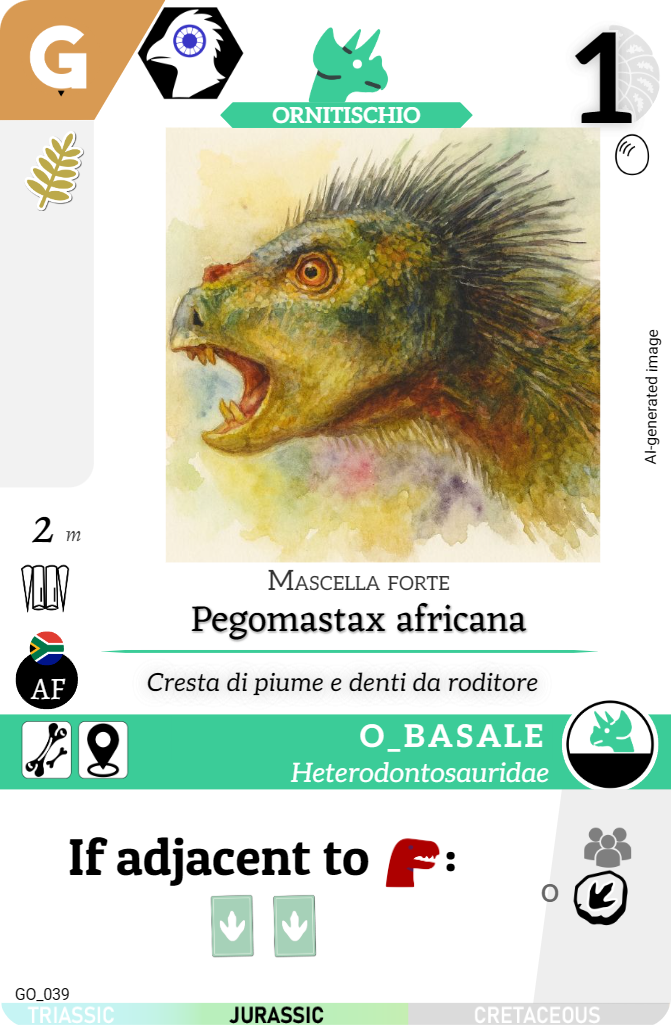 G
1
ORNITISCHIO
AI-generated image
2 m
AF
Mascella forte
Pegomastax africana
Cresta di piume e denti da roditore
O_BASALE
Heterodontosauridae
If adjacent to :
O
GO_039
TRIASSIC JURASSIC CRETACEOUS